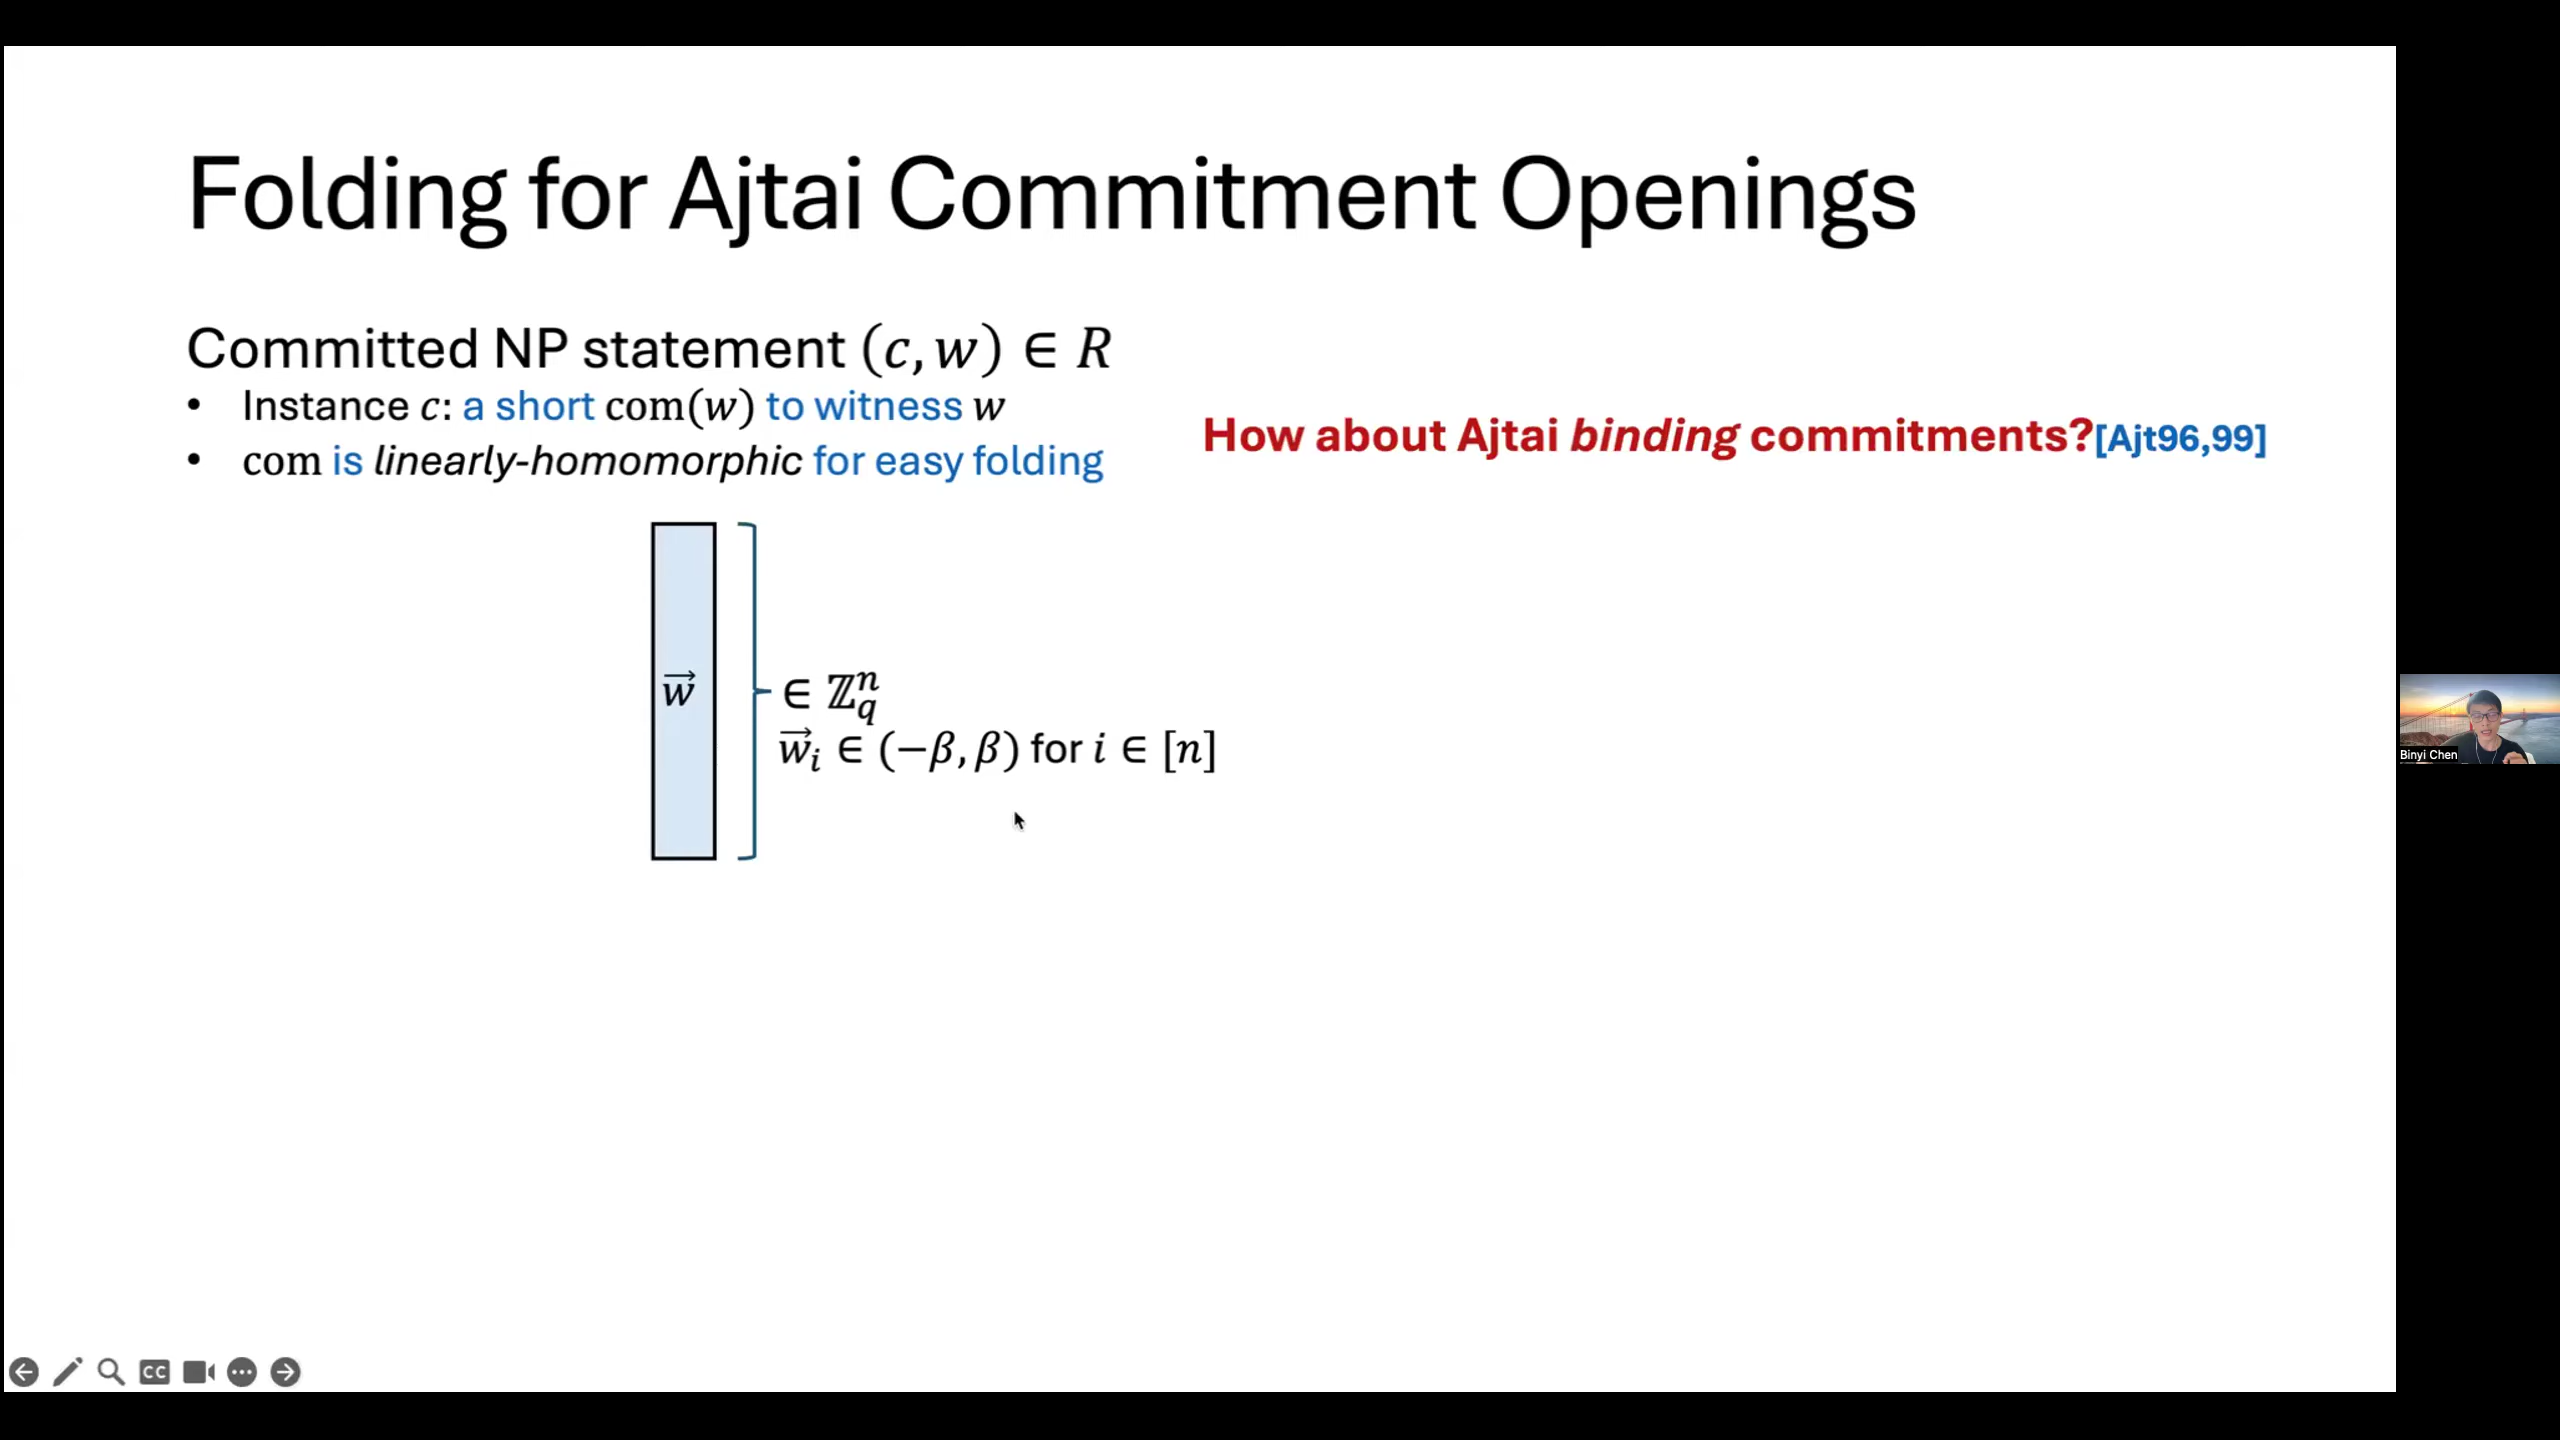 Folding for Ajtai Commitment Openings
Committed NP statement (c, w) ∈ R
• Instance c: a short com(w) to witness w
• com is linearly-homomorphic for easy folding
How about Ajtai binding commitments?[Ajt96,99]
w⃗
∈ ℤ_q^n
w⃗_i ∈ (−β, β) for i ∈ [n]
Binyi Chen
CC